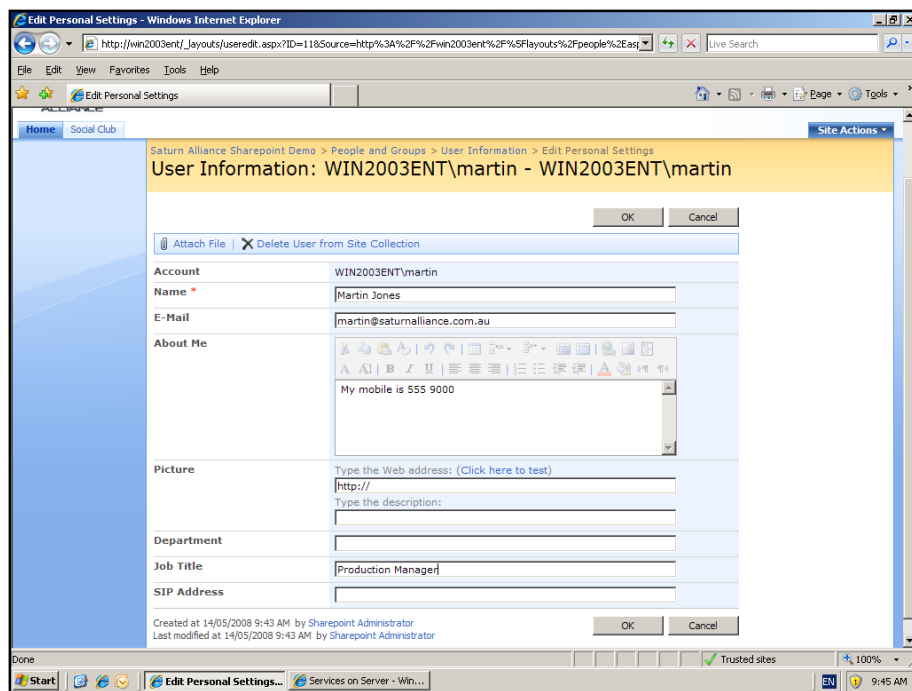 Edit Personal Settings - Windows Internet Explorer
http://win2003ent/_layouts/useredit.aspx?ID=11&Source=http%3A%2F%2Fwin2003ent%2F%5Flayouts%2Fpeople%2Easp
Live Search
File Edit View Favorites Tools Help
Edit Personal Settings
Page Tools
ALLIANCE
Home Social Club Site Actions
Saturn Alliance Sharepoint Demo > People and Groups > User Information > Edit Personal Settings
User Information: WIN2003ENT\martin - WIN2003ENT\martin
OK Cancel
Attach File | Delete User from Site Collection
Account WIN2003ENT\martin
Name * Martin Jones
E-Mail martin@saturnalliance.com.au
About Me
A A B I U A
My mobile is 555 9000
Picture Type the Web address: (Click here to test)
http://
Type the description:
Department
Job Title Production Manager
SIP Address
Created at 14/05/2008 9:43 AM by Sharepoint Administrator
Last modified at 14/05/2008 9:43 AM by Sharepoint Administrator
OK Cancel
Done Trusted sites 100%
Start Edit Personal Settings... Services on Server - Win... EN 9:45 AM